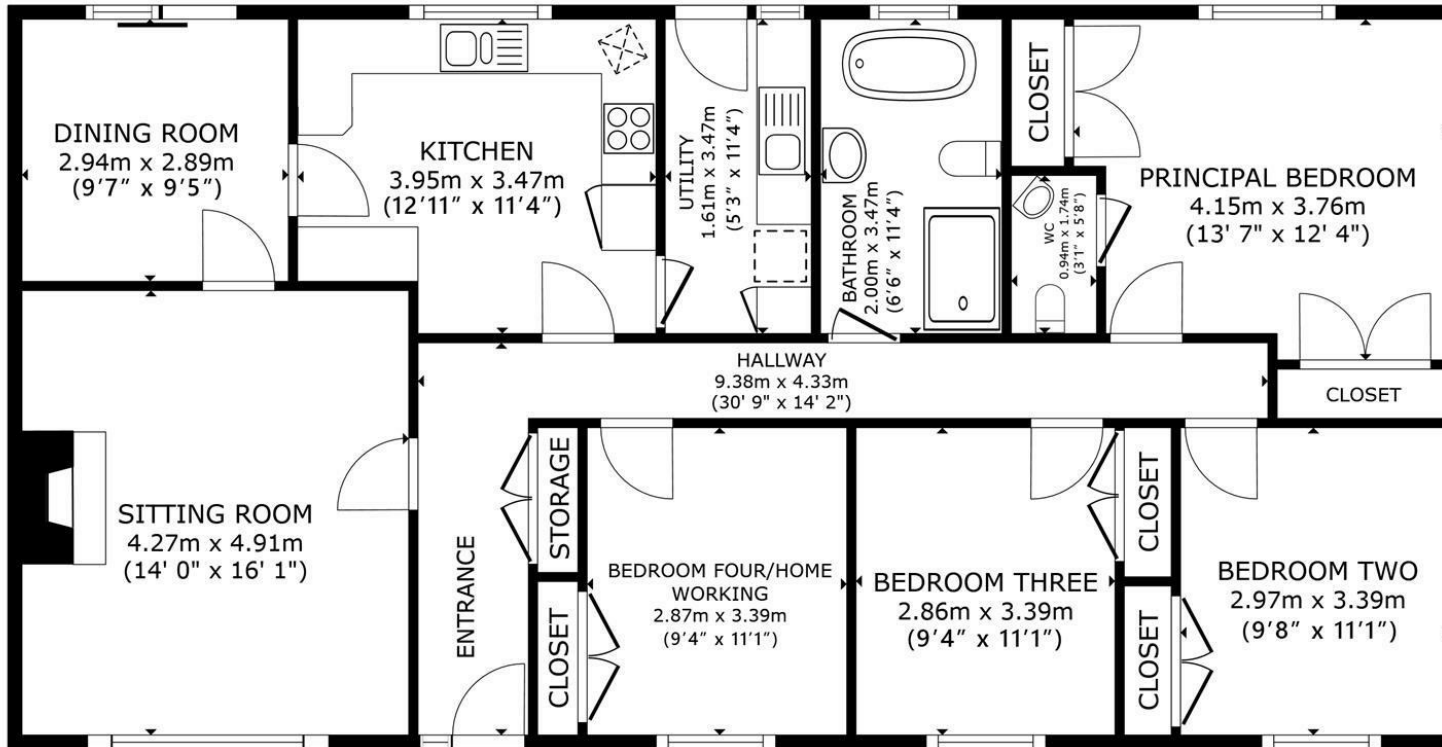 DINING ROOM
2.94m x 2.89m
(9'7" x 9'5")
KITCHEN
3.95m x 3.47m
(12'11" x 11'4")
UTILITY
1.61m x 3.47m
(5'3" x 11'4")
BATHROOM
2.00m x 3.47m
(6'6" x 11'4")
CLOSET
WC
0.94m x 1.74m
(3'1" x 5'8")
PRINCIPAL BEDROOM
4.15m x 3.76m
(13' 7" x 12' 4")
HALLWAY
9.38m x 4.33m
(30' 9" x 14' 2")
CLOSET
SITTING ROOM
4.27m x 4.91m
(14' 0" x 16' 1")
ENTRANCE
STORAGE
CLOSET
BEDROOM FOUR/HOME
WORKING
2.87m x 3.39m
(9'4" x 11'1")
BEDROOM THREE
2.86m x 3.39m
(9'4" x 11'1")
CLOSET
CLOSET
BEDROOM TWO
2.97m x 3.39m
(9'8" x 11'1")